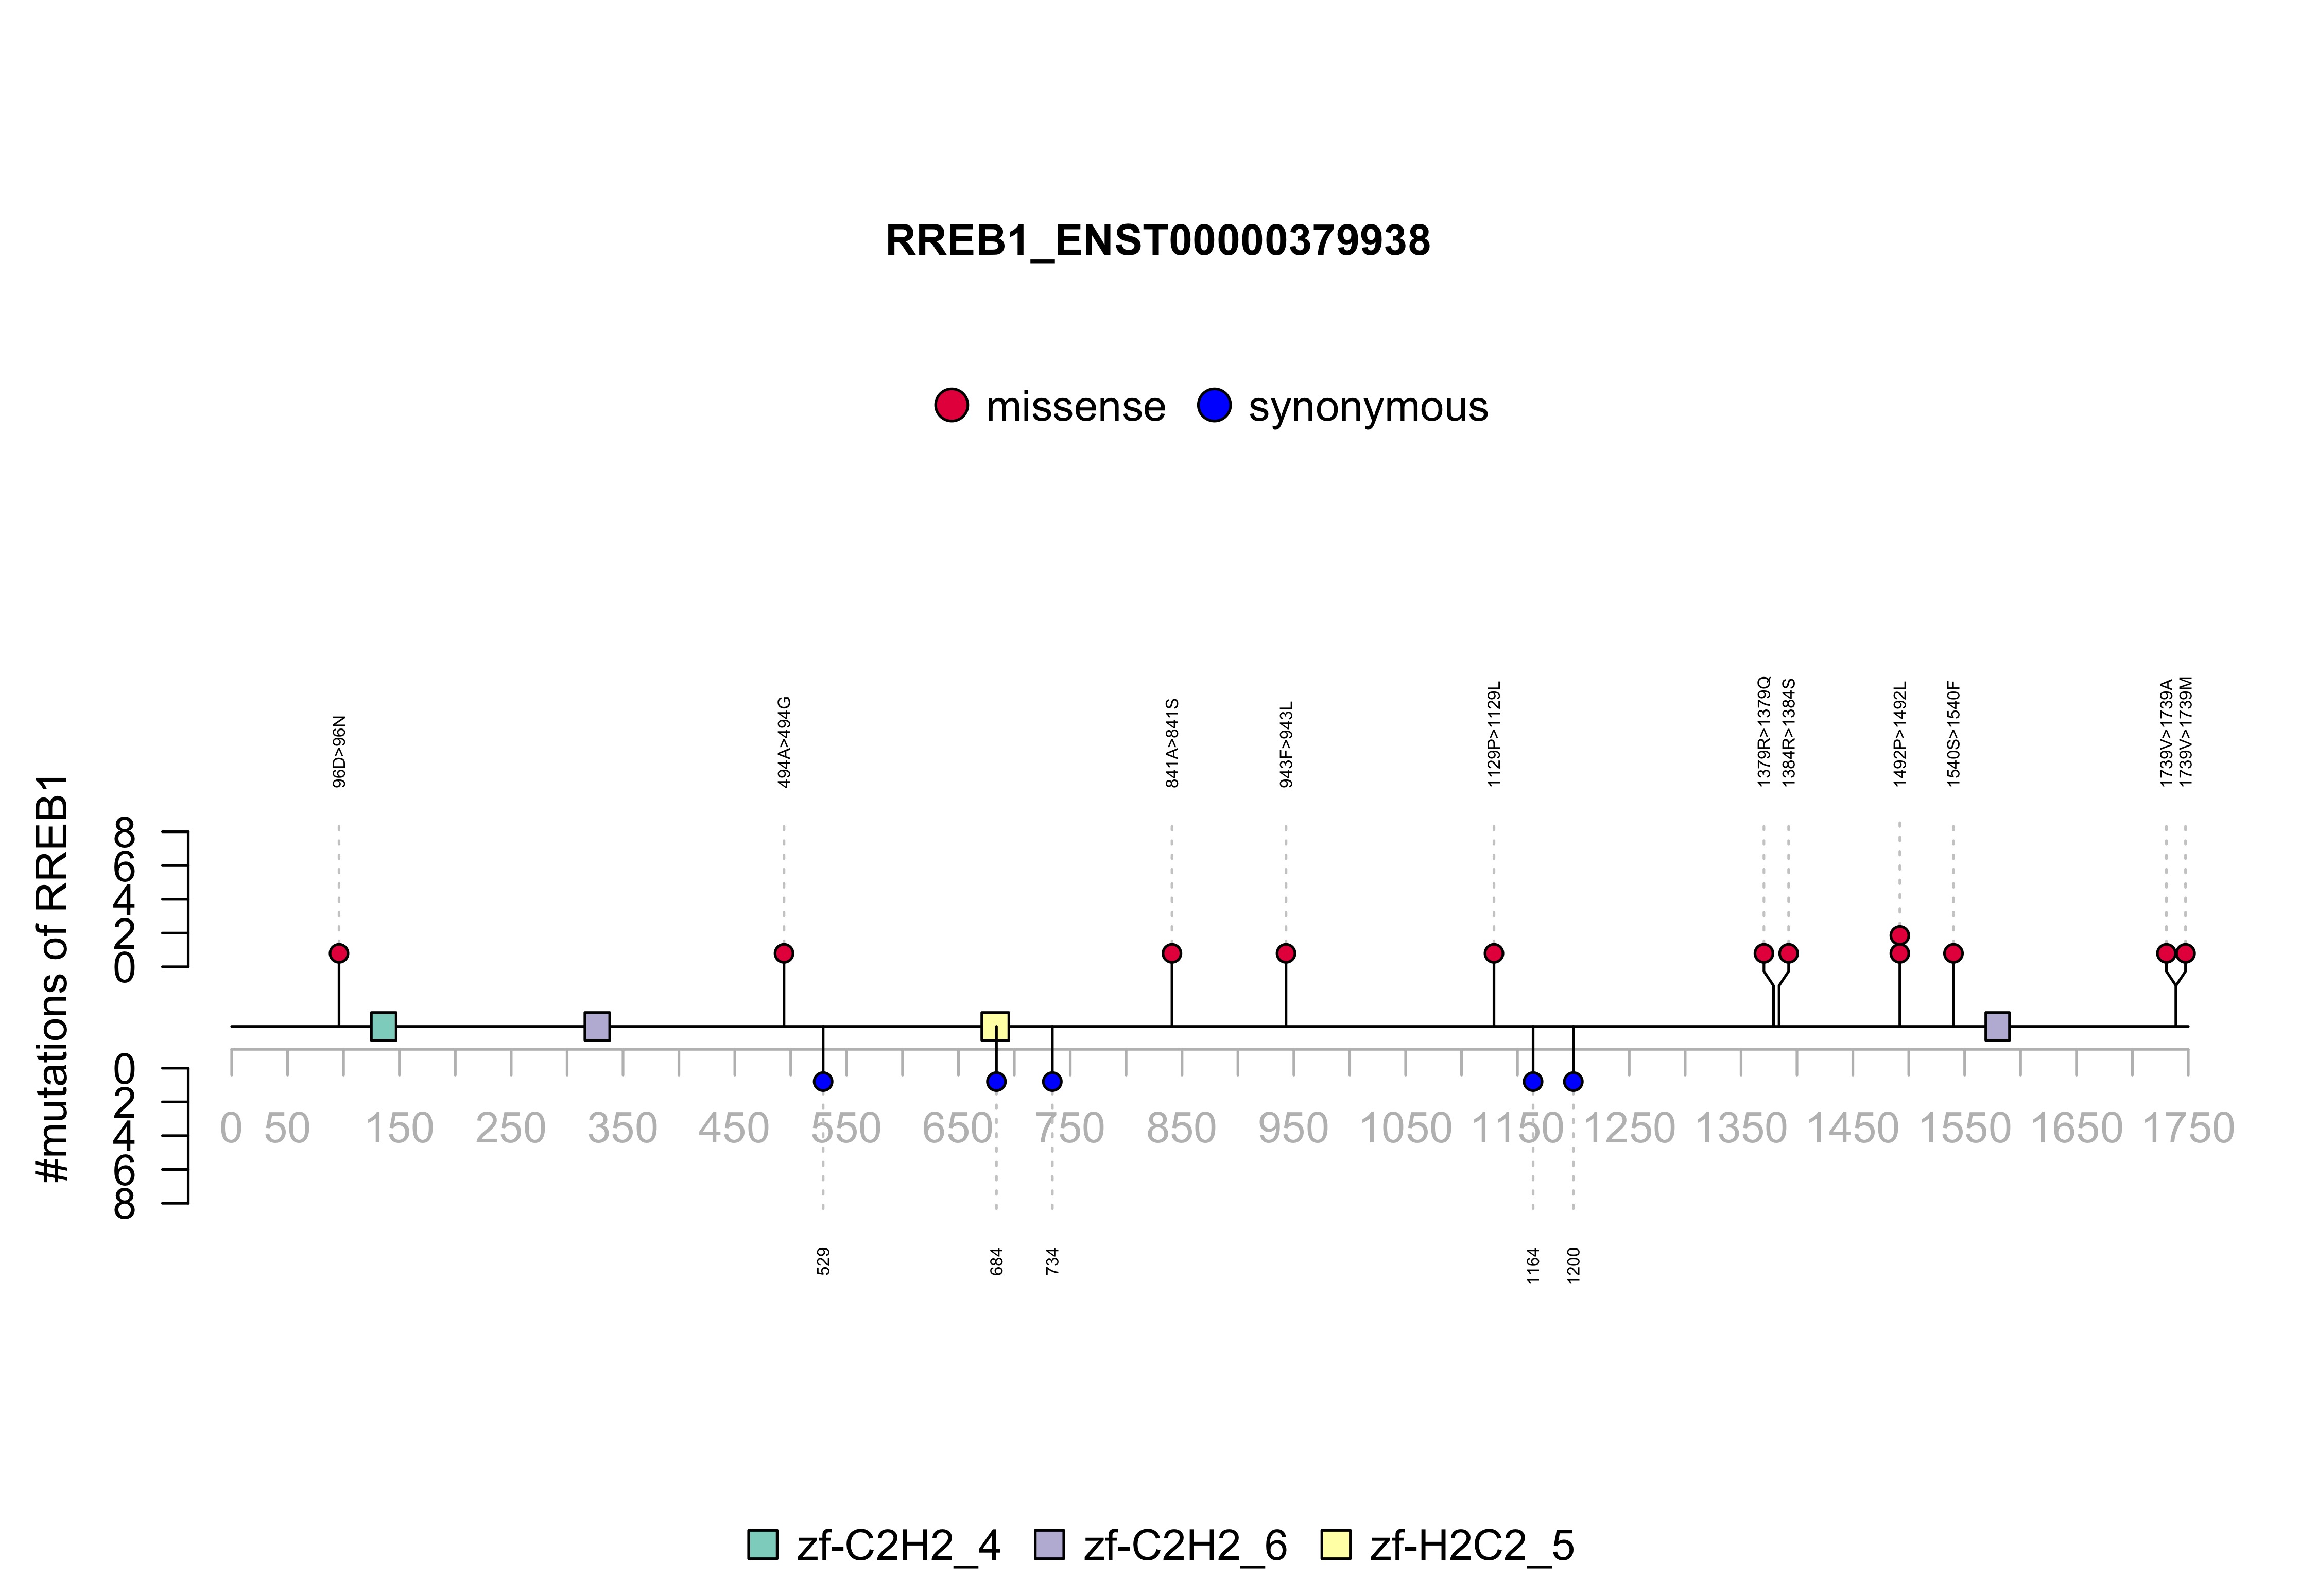 RREB1_ENST00000379938
missense synonymous
96D>96N
494A>494G
841A>841S
943F>943L
1129P>1129L
1379R>1379Q
1384R>1384S
1492P>1492L
1540S>1540F
1739V>1739A
1739V>1739M
#mutations of RREB1
8
6
4
2
0
0
2
4
6
8
0 50 150 250 350 450 550 650 750 850 950 1050 1150 1250 1350 1450 1550 1650 1750
529
684
734
1164
1200
zf-C2H2_4 zf-C2H2_6 zf-H2C2_5